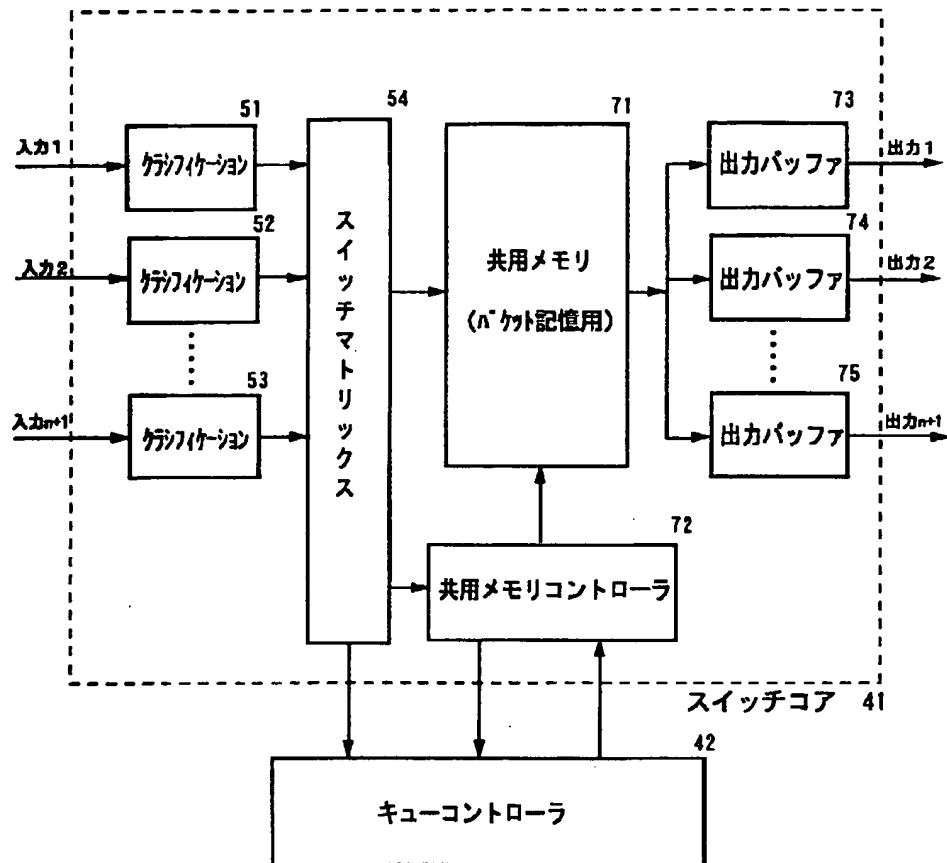 51
54
71
73
入力1
クラシフィケーション
出力バッファ
出力1
52
74
入力2
クラシフィケーション
スイッチマトリックス
共用メモリ
(パケット記憶用)
出力バッファ
出力2
53
75
入力n+1
クラシフィケーション
出力バッファ
出力n+1
72
共用メモリコントローラ
スイッチコア 41
42
キューコントローラ